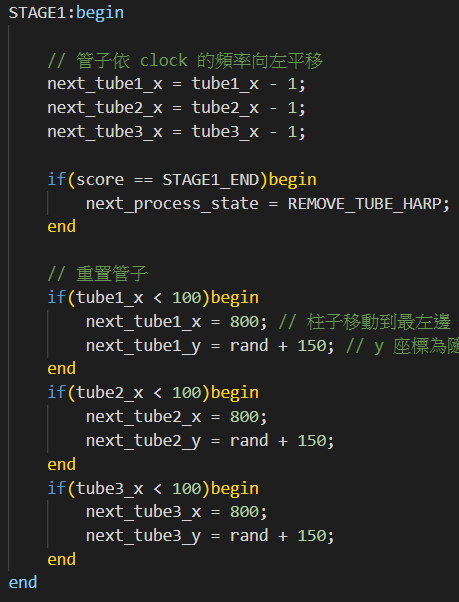 STAGE1:begin
// 管子依 clock 的頻率向左平移
next_tube1_x = tube1_x - 1;
next_tube2_x = tube2_x - 1;
next_tube3_x = tube3_x - 1;
if(score == STAGE1_END)begin
next_process_state = REMOVE_TUBE_HARP;
end
// 重置管子
if(tube1_x < 100)begin
next_tube1_x = 800; // 柱子移動到最左邊
next_tube1_y = rand + 150; // y 座標為隨
end
if(tube2_x < 100)begin
next_tube2_x = 800;
next_tube2_y = rand + 150;
end
if(tube3_x < 100)begin
next_tube3_x = 800;
next_tube3_y = rand + 150;
end
end